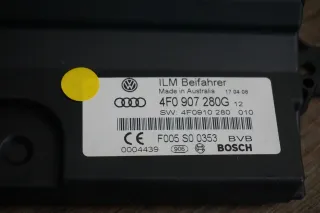 ILM Beifahrer
Made in Australia 17.04.08
4F0 907 280G 12
SW: 4F0910 280 010
F005 S0 0353 BVB
0004439 BOSCH